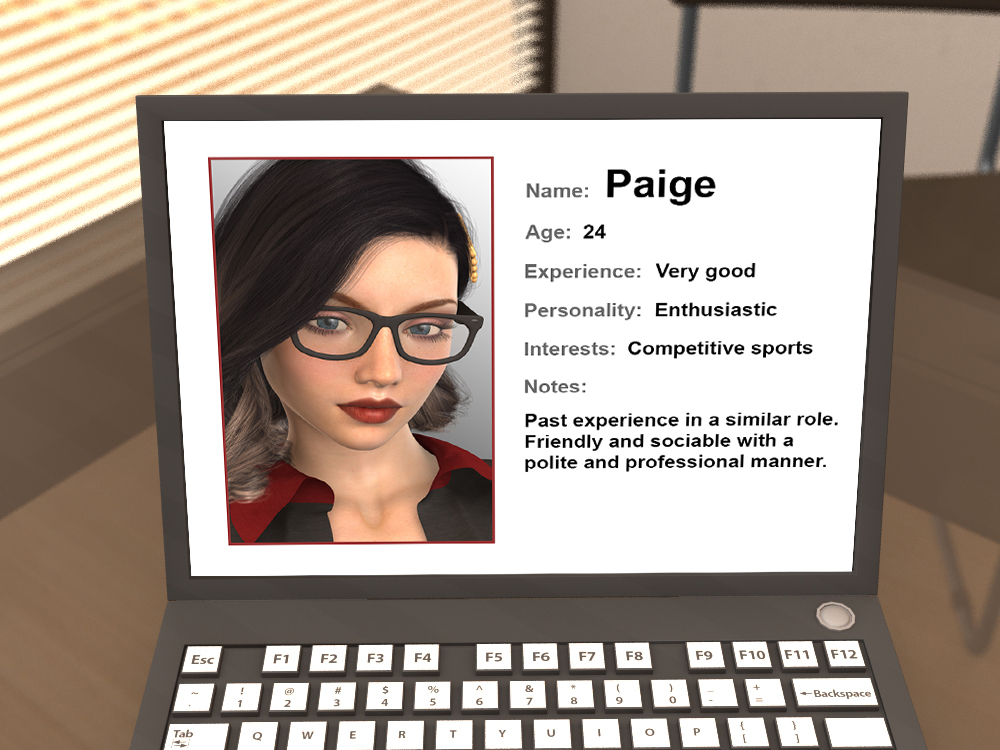 Name: Paige
Age: 24
Experience: Very good
Personality: Enthusiastic
Interests: Competitive sports
Notes:
Past experience in a similar role.
Friendly and sociable with a
polite and professional manner.
Esc F1 F2 F3 F4 F5 F6 F7 F8 F9 F10 F11 F12
~ ! @ # $ % ^ & * ( ) _ +
. 1 2 3 4 5 6 7 8 9 0 - = ←Backspace
Tab Q W E R T Y U I O P { }
[ ]